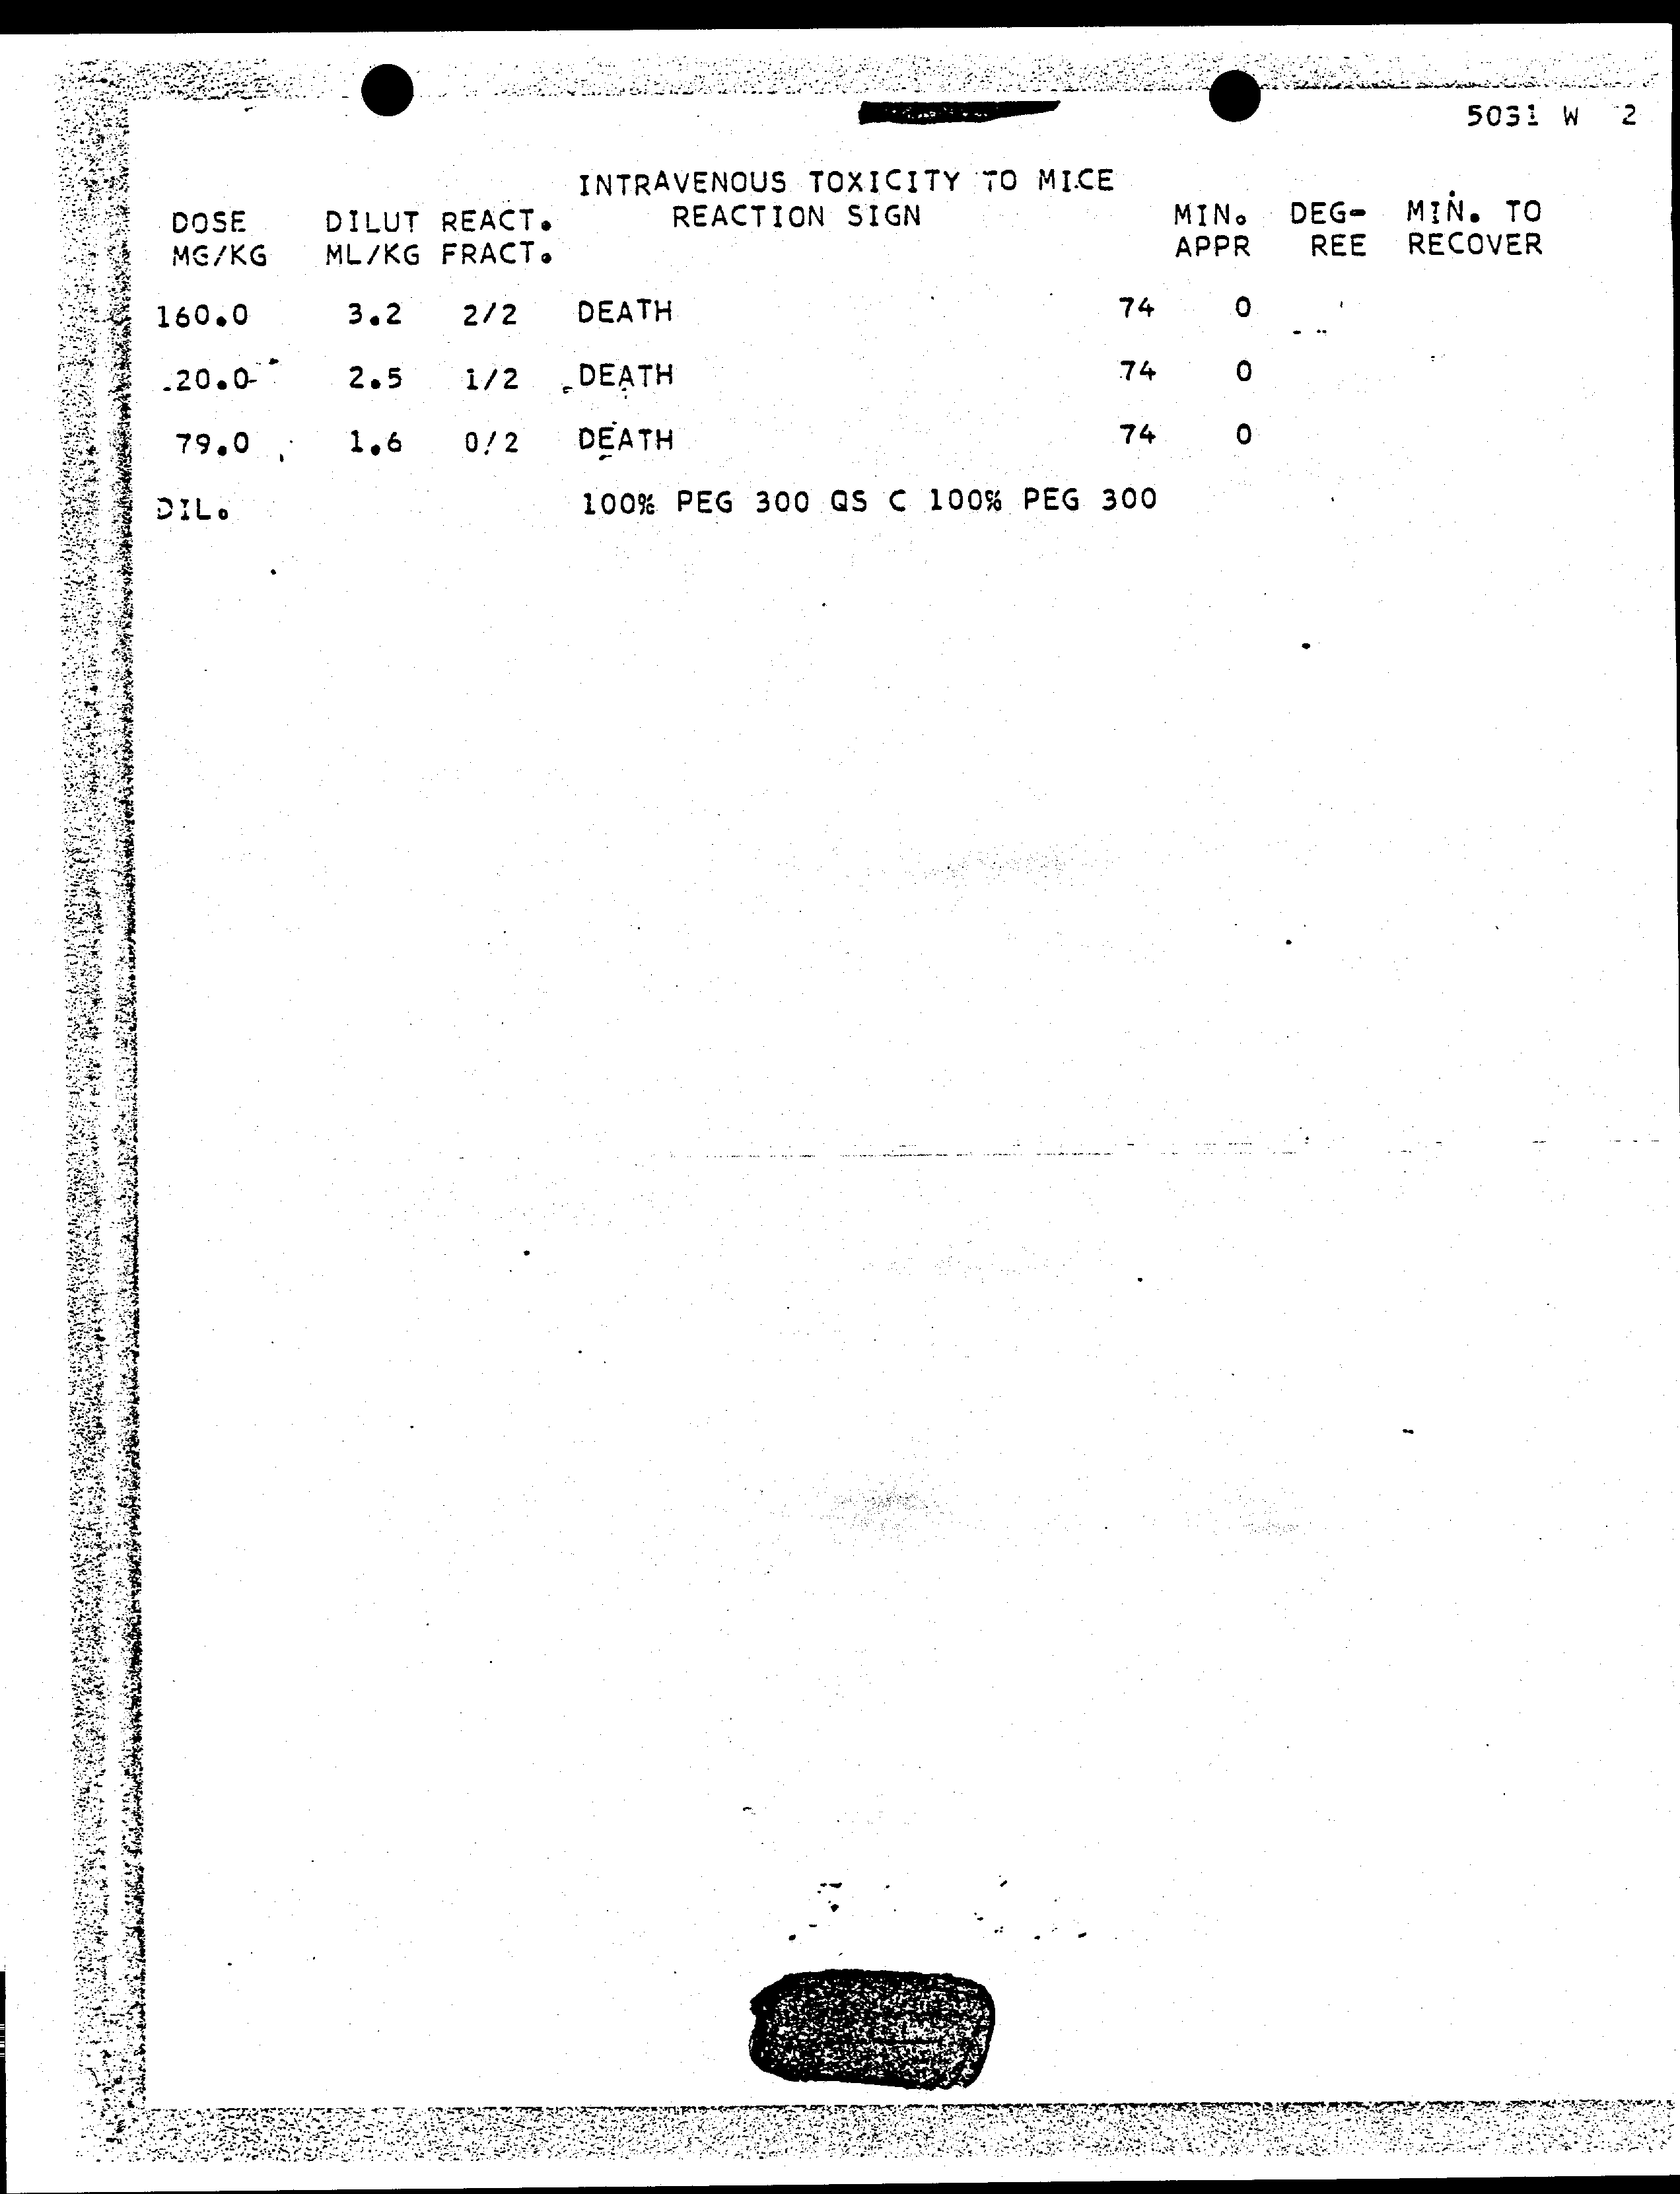 5031 W 2
INTRAVENOUS TOXICITY TO MICE
DOSE DILUT REACT. REACTION SIGN MIN. DEG- MIN. TO
MG/KG ML/KG FRACT. APPR REE RECOVER
160.0 3.2 2/2 DEATH 74 0
20.0 2.5 1/2 DEATH 74 0
79.0 1.6 0/2 DEATH 74 0
DIL. 100% PEG 300 QS C 100% PEG 300